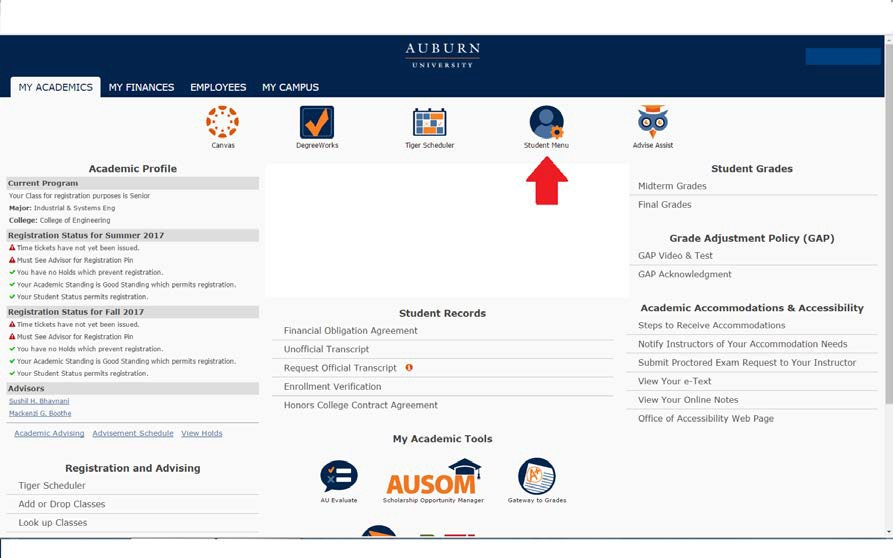 AUBURN
UNIVERSITY
MY ACADEMICS MY FINANCES EMPLOYEES MY CAMPUS
Canvas DegreeWorks Tiger Scheduler Student Menu Advise Assist
Academic Profile
Current Program
Your Class for registration purposes is Senior
Major: Industrial & Systems Eng
College: College of Engineering
Registration Status for Summer 2017
Time tickets have not yet been issued.
Must See Advisor for Registration Pin
You have no Holds which prevent registration.
Your Academic Standing is Good Standing which permits registration.
Your Student Status permits registration.
Registration Status for Fall 2017
Time tickets have not yet been issued.
Must See Advisor for Registration Pin
You have no Holds which prevent registration.
Your Academic Standing is Good Standing which permits registration.
Your Student Status permits registration.
Advisors
Sushil H. Bhavnani
Mackenzi G. Boothe
Academic Advising Advisement Schedule View Holds
Registration and Advising
Tiger Scheduler
Add or Drop Classes
Look up Classes
Student Records
Financial Obligation Agreement
Unofficial Transcript
Request Official Transcript
Enrollment Verification
Honors College Contract Agreement
My Academic Tools
AUSOM
AU Evaluate Scholarship Opportunity Manager Gateway to Grades
Student Grades
Midterm Grades
Final Grades
Grade Adjustment Policy (GAP)
GAP Video & Test
GAP Acknowledgment
Academic Accommodations & Accessibility
Steps to Receive Accommodations
Notify Instructors of Your Accommodation Needs
Submit Proctored Exam Request to Your Instructor
View Your e-Text
View Your Online Notes
Office of Accessibility Web Page